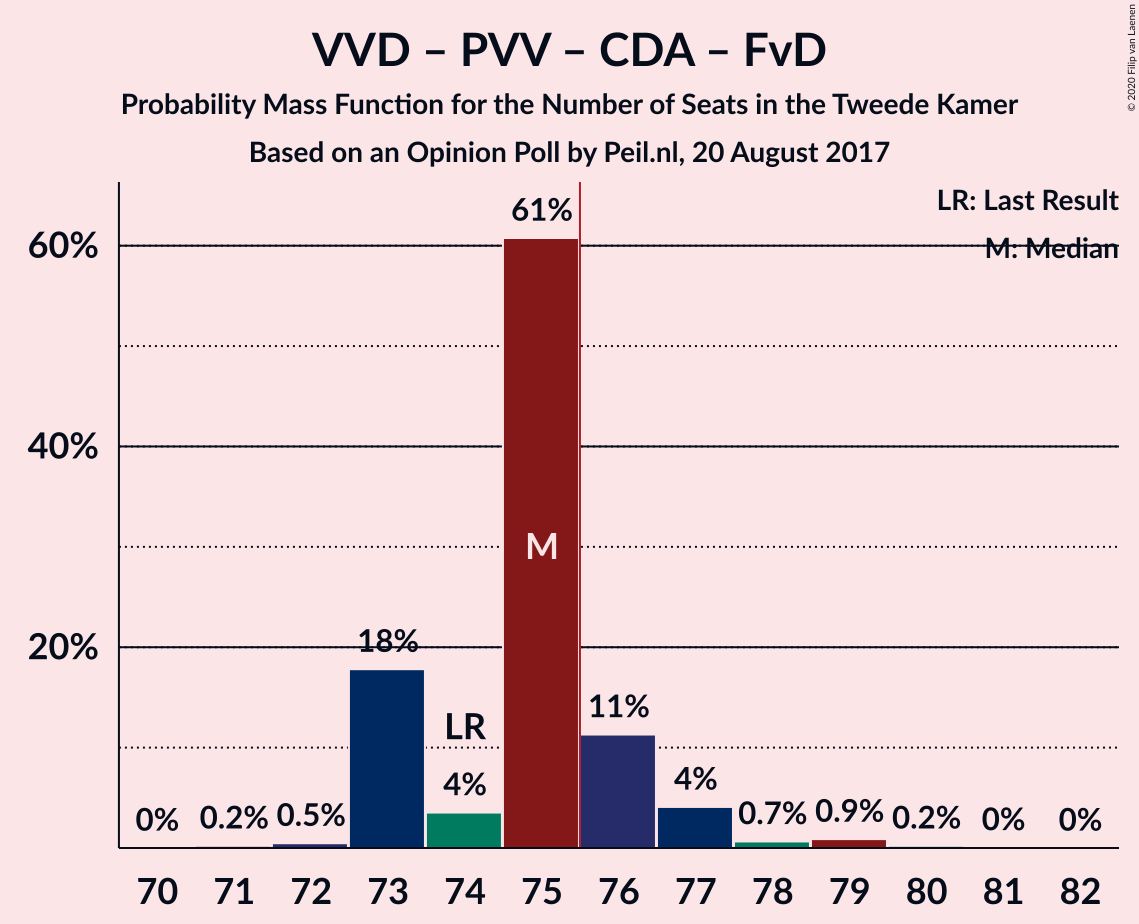 VVD – PVV – CDA – FvD
Probability Mass Function for the Number of Seats in the Tweede Kamer
Based on an Opinion Poll by Peil.nl, 20 August 2017
© 2020 Filip van Laenen
LR: Last Result
M: Median
60%
40%
20%
0%
0.2%
0.5%
18%
LR
4%
61%
M
11%
4%
0.7%
0.9%
0.2%
0%
0%
70 71 72 73 74 75 76 77 78 79 80 81 82